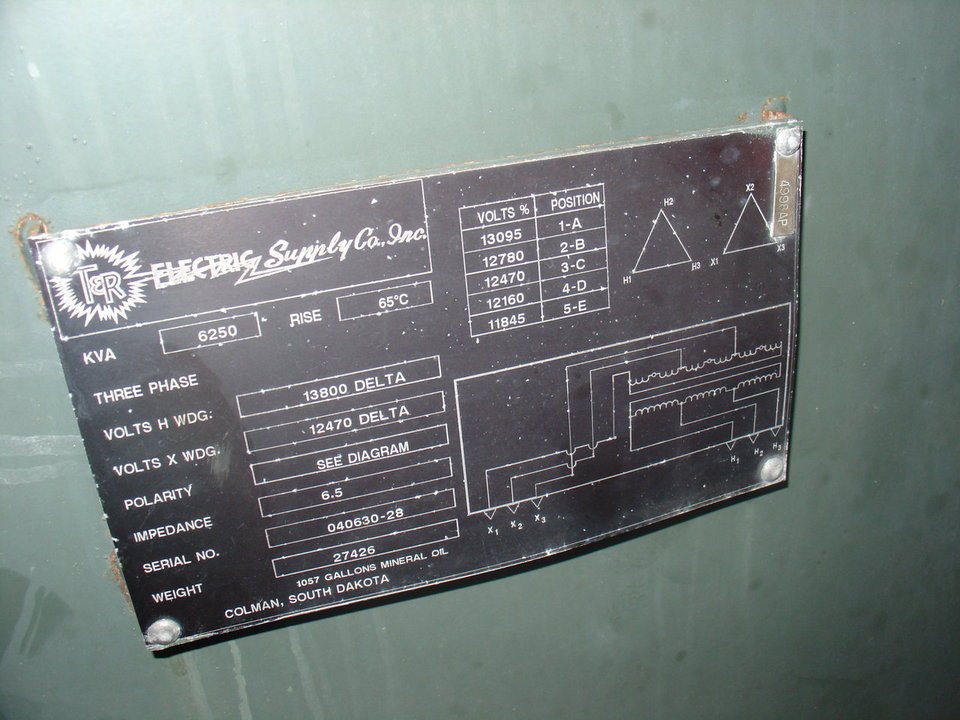 T&R ELECTRIC Supply Co., Inc.
KVA 6250 RISE 65°C
THREE PHASE
VOLTS H WDG: 13800 DELTA
VOLTS X WDG. 12470 DELTA
POLARITY SEE DIAGRAM
IMPEDANCE 6.5
SERIAL NO. 040630-28
WEIGHT 27426
1057 GALLONS MINERAL OIL
COLMAN, SOUTH DAKOTA
VOLTS % POSITION
13095 1-A
12780 2-B
12470 3-C
12160 4-D
11845 5-E
H2
H1 H3
X2
X1 X3
H1 H2 H3
X1 X2 X3